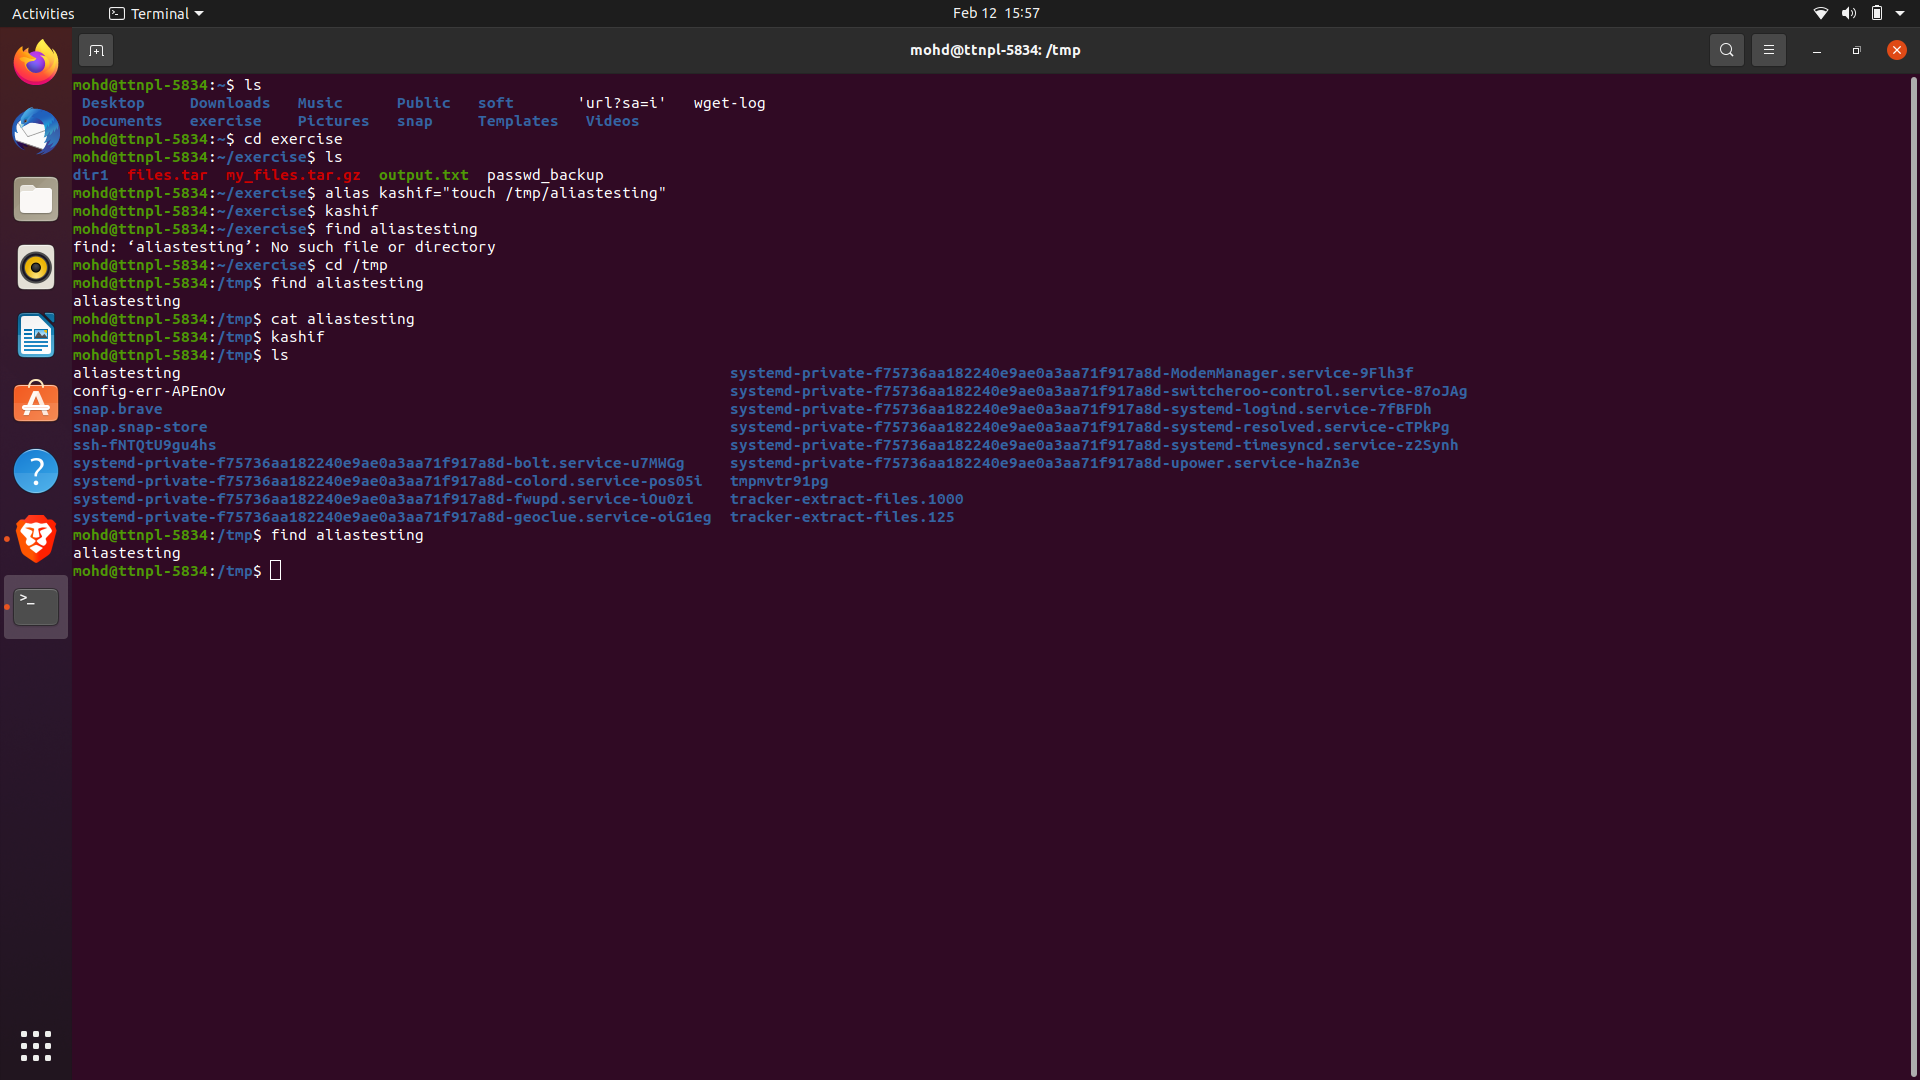 Activities Terminal Feb 12 15:57
mohd@ttnpl-5834: /tmp
mohd@ttnpl-5834:~$ ls
Desktop Downloads Music Public soft 'url?sa=i' wget-log
Documents exercise Pictures snap Templates Videos
mohd@ttnpl-5834:~$ cd exercise
mohd@ttnpl-5834:~/exercise$ ls
dir1 files.tar my_files.tar.gz output.txt passwd_backup
mohd@ttnpl-5834:~/exercise$ alias kashif="touch /tmp/aliastesting"
mohd@ttnpl-5834:~/exercise$ kashif
mohd@ttnpl-5834:~/exercise$ find aliastesting
find: ‘aliastesting’: No such file or directory
mohd@ttnpl-5834:~/exercise$ cd /tmp
mohd@ttnpl-5834:/tmp$ find aliastesting
aliastesting
mohd@ttnpl-5834:/tmp$ cat aliastesting
mohd@ttnpl-5834:/tmp$ kashif
mohd@ttnpl-5834:/tmp$ ls
aliastesting systemd-private-f75736aa182240e9ae0a3aa71f917a8d-ModemManager.service-9Flh3f
config-err-APEnOv systemd-private-f75736aa182240e9ae0a3aa71f917a8d-switcheroo-control.service-87oJAg
snap.brave systemd-private-f75736aa182240e9ae0a3aa71f917a8d-systemd-logind.service-7fBFDh
snap.snap-store systemd-private-f75736aa182240e9ae0a3aa71f917a8d-systemd-resolved.service-cTPkPg
ssh-fNTQtU9gu4hs systemd-private-f75736aa182240e9ae0a3aa71f917a8d-systemd-timesyncd.service-z2Synh
systemd-private-f75736aa182240e9ae0a3aa71f917a8d-bolt.service-u7MWGg systemd-private-f75736aa182240e9ae0a3aa71f917a8d-upower.service-haZn3e
systemd-private-f75736aa182240e9ae0a3aa71f917a8d-colord.service-pos05i tmpmvtr91pg
systemd-private-f75736aa182240e9ae0a3aa71f917a8d-fwupd.service-iOu0zi tracker-extract-files.1000
systemd-private-f75736aa182240e9ae0a3aa71f917a8d-geoclue.service-oiG1eg tracker-extract-files.125
mohd@ttnpl-5834:/tmp$ find aliastesting
aliastesting
mohd@ttnpl-5834:/tmp$